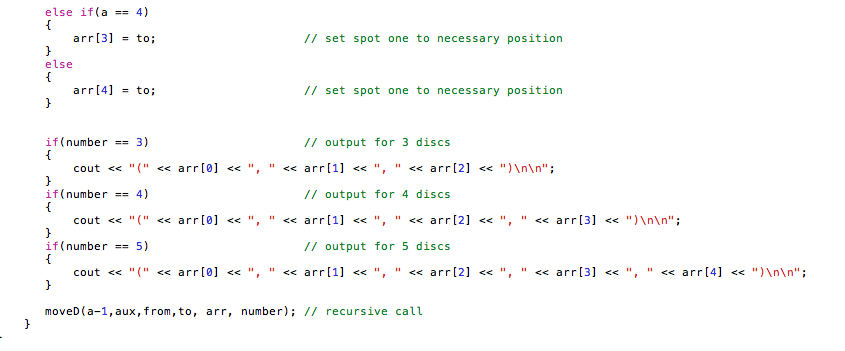 else if(a == 4)
{
arr[3] = to; // set spot one to necessary position
}
else
{
arr[4] = to; // set spot one to necessary position
}
if(number == 3) // output for 3 discs
{
cout << "(" << arr[0] << ", " << arr[1] << ", " << arr[2] << ")\n\n";
}
if(number == 4) // output for 4 discs
{
cout << "(" << arr[0] << ", " << arr[1] << ", " << arr[2] << ", " << arr[3] << ")\n\n";
}
if(number == 5) // output for 5 discs
{
cout << "(" << arr[0] << ", " << arr[1] << ", " << arr[2] << ", " << arr[3] << ", " << arr[4] << ")\n\n";
}
moveD(a-1,aux,from,to, arr, number); // recursive call
}